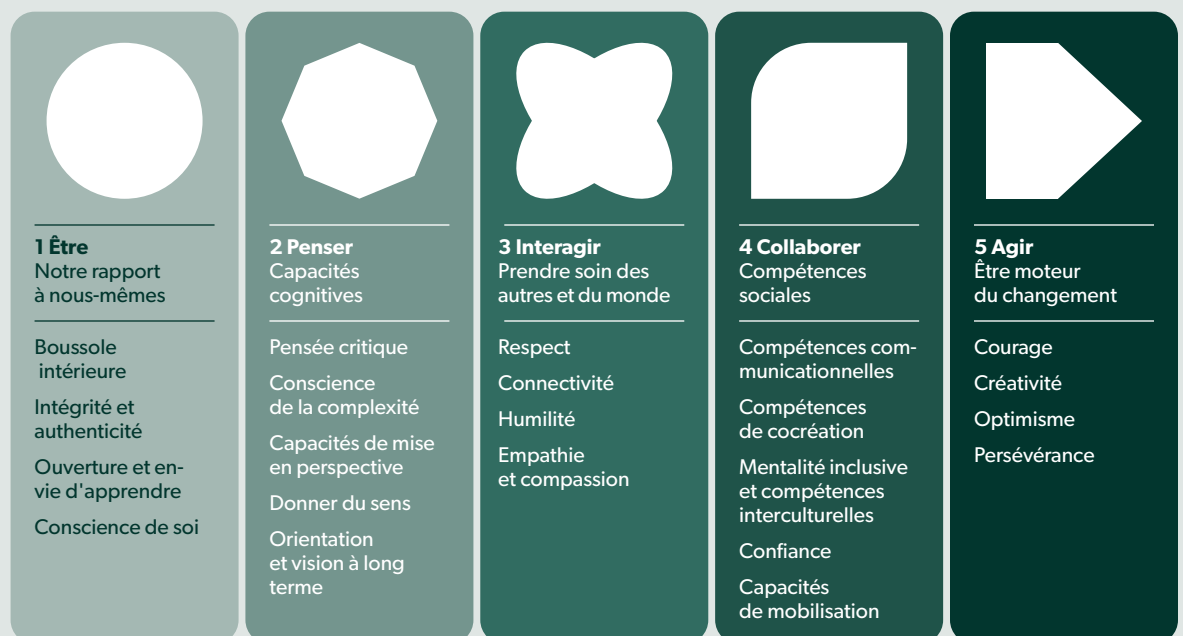 1 Être
Notre rapport
à nous-mêmes
Boussole
intérieure
Intégrité et
authenticité
Ouverture et en-
vie d'apprendre
Conscience de soi
2 Penser
Capacités
cognitives
Pensée critique
Conscience
de la complexité
Capacités de mise
en perspective
Donner du sens
Orientation
et vision à long
terme
3 Interagir
Prendre soin des
autres et du monde
Respect
Connectivité
Humilité
Empathie
et compassion
4 Collaborer
Compétences
sociales
Compétences com-
municationnelles
Compétences
de cocréation
Mentalité inclusive
et compétences
interculturelles
Confiance
Capacités
de mobilisation
5 Agir
Être moteur
du changement
Courage
Créativité
Optimisme
Persévérance